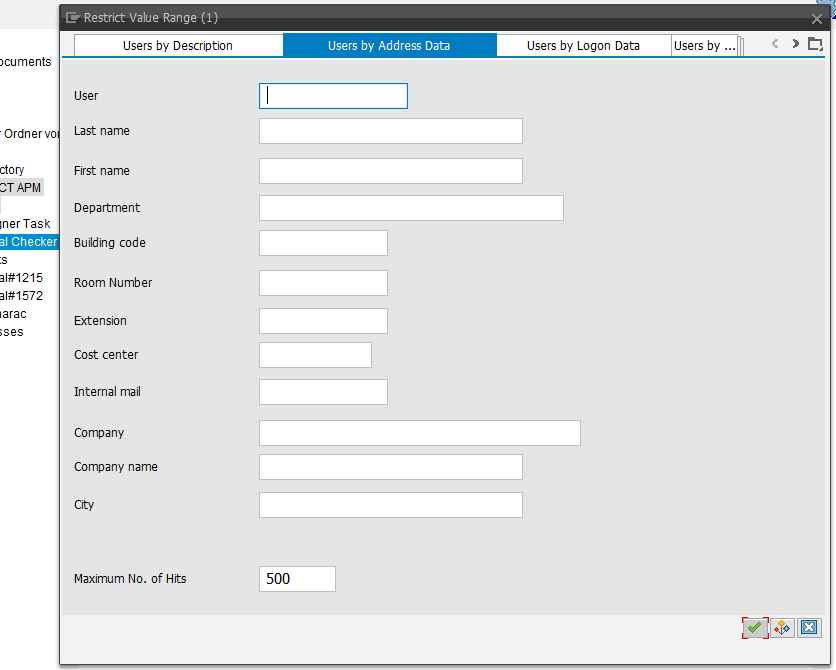 Restrict Value Range (1)
Users by Description
Users by Address Data
Users by Logon Data
Users by ...
ocuments
Ordner vo
ctory
CT APM
gner Task
al Checker
ts
al#1215
al#1572
harac
sses
User
Last name
First name
Department
Building code
Room Number
Extension
Cost center
Internal mail
Company
Company name
City
Maximum No. of Hits
500